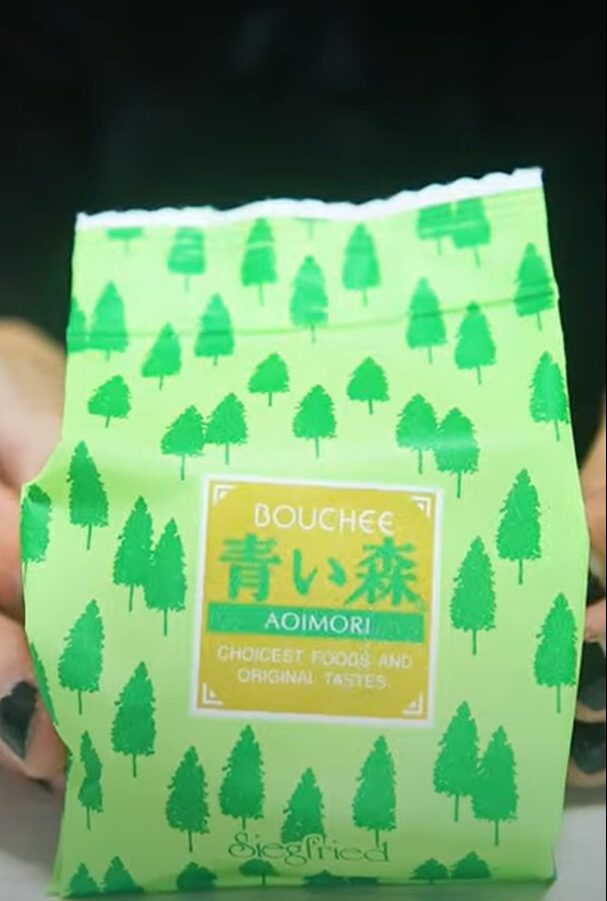 BOUCHEE
青い森
AOIMORI
CHOICEST FOODS AND
ORIGINAL TASTES.
Siegfried